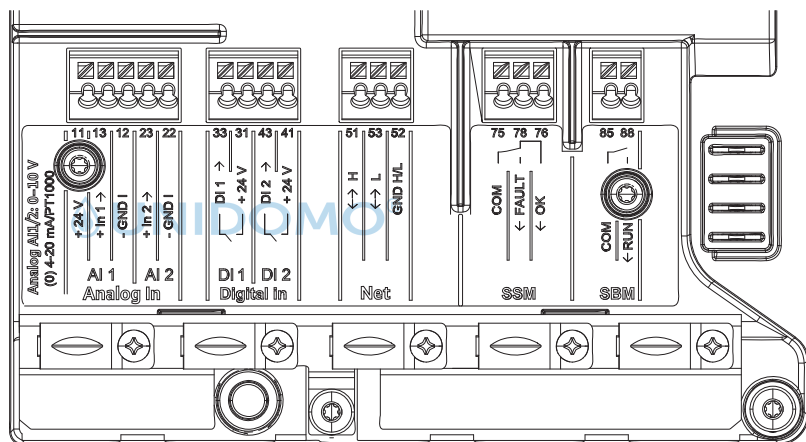 11 13 12 23 22
33 31 43 41
51 53 52
75 78 76
85 88
Analog AI1/2: 0-10 V
(0) 4-20 mA/PT1000
+ 24 V
+ In 1 →
- GND I
+ In 2 →
- GND I
DI 1 →
+ 24 V
DI 2 →
+ 24 V
↔ H
↔ L
GND H/L
COM
← FAULT
← OK
COM
← RUN
UNIDOMO®
AI 1 AI 2
DI 1 DI 2
Analog In
Digital in
Net
SSM
SBM